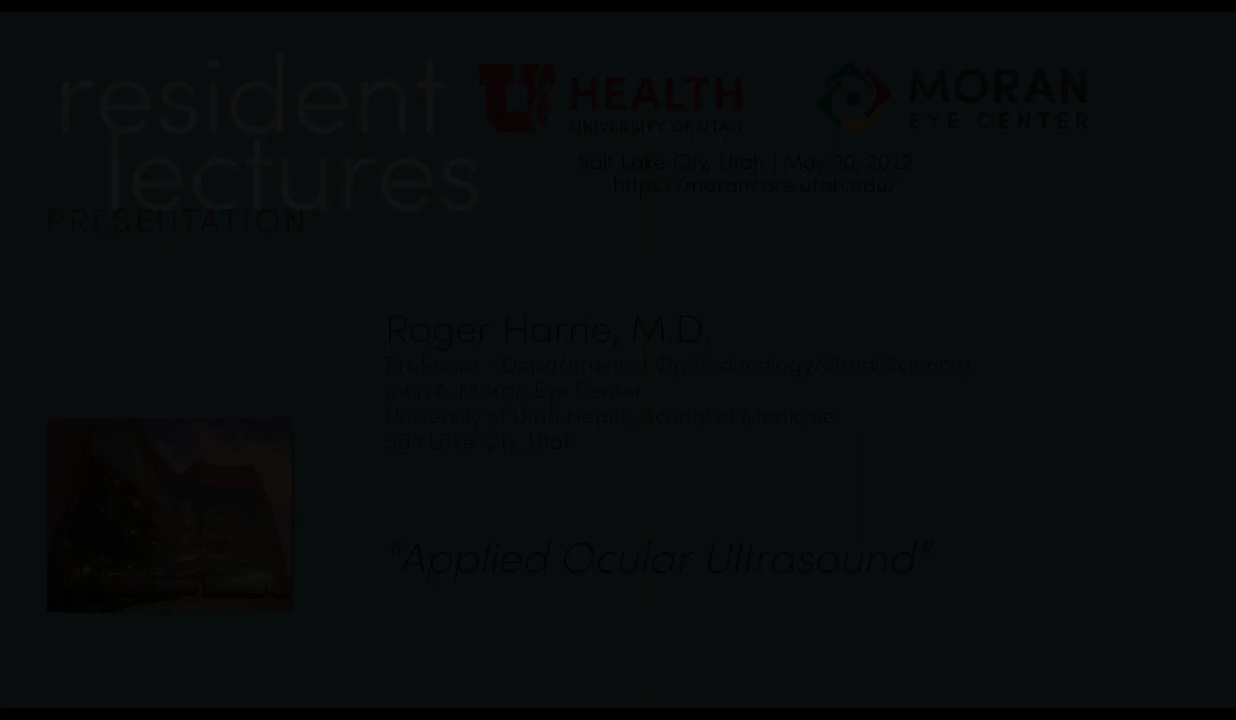 resident
lectures
PRESENTATION
HEALTH
UNIVERSITY OF UTAH
MORAN
EYE CENTER
Salt Lake City, Utah | May 20, 2022
https://morancore.utah.edu/
Roger Harrie, M.D.
Professor - Department of Ophthalmology/Visual Sciences
John A. Moran Eye Center
University of Utah Health, School of Medicine
Salt Lake City, Utah
“Applied Ocular Ultrasound”